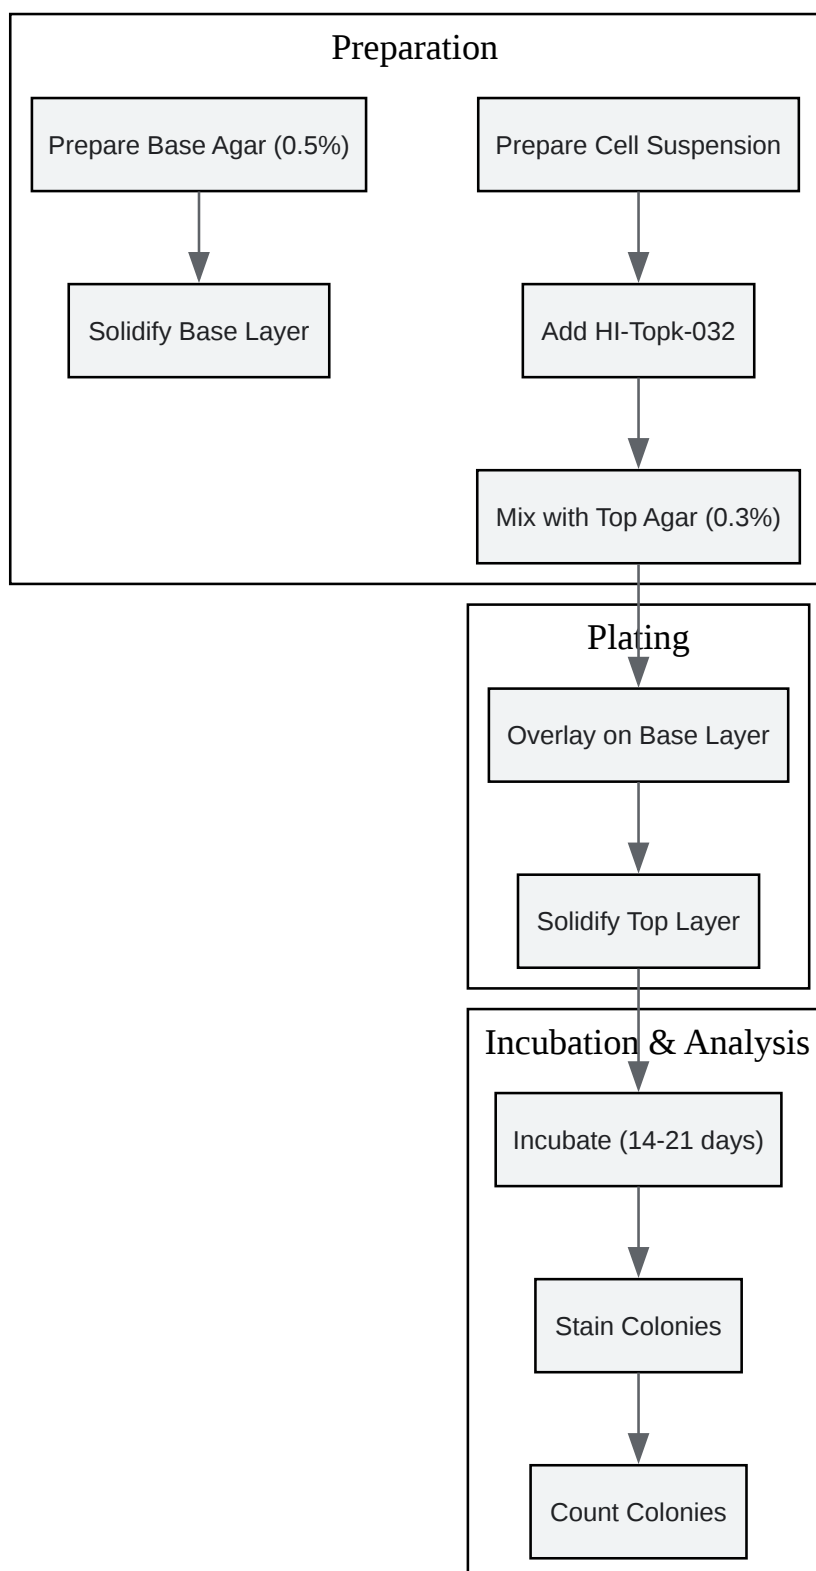 Preparation
Prepare Base Agar (0.5%)
Prepare Cell Suspension
Solidify Base Layer
Add HI-Topk-032
Mix with Top Agar (0.3%)
Plating
Overlay on Base Layer
Solidify Top Layer
Incubation & Analysis
Incubate (14-21 days)
Stain Colonies
Count Colonies